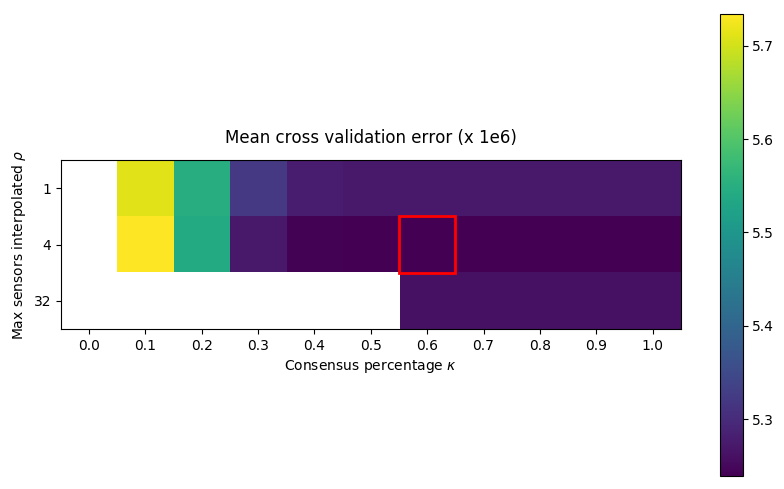 Mean cross validation error (x 1e6)
Max sensors interpolated ρ
1
4
32
0.0 0.1 0.2 0.3 0.4 0.5 0.6 0.7 0.8 0.9 1.0
Consensus percentage κ
5.7
5.6
5.5
5.4
5.3